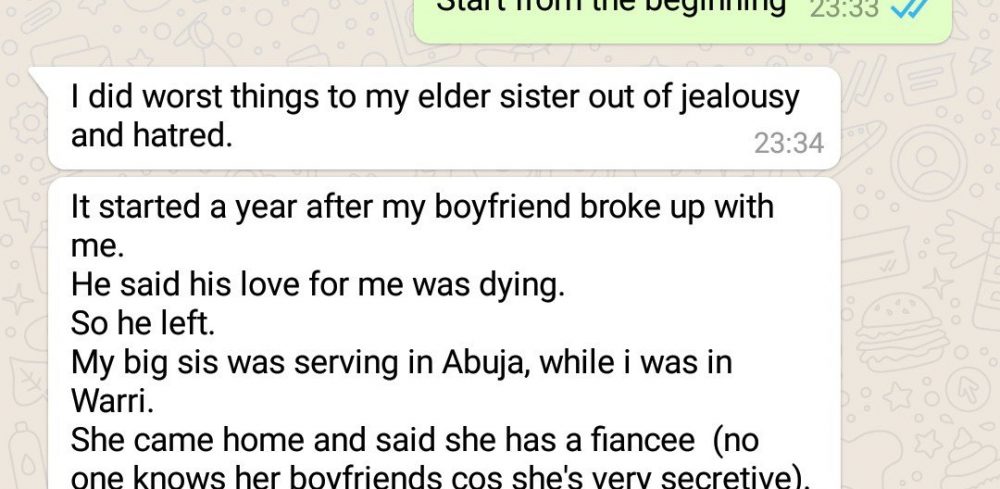 Start from the beginning 23:33
I did worst things to my elder sister out of jealousy
and hatred.
23:34
It started a year after my boyfriend broke up with
me.
He said his love for me was dying.
So he left.
My big sis was serving in Abuja, while i was in
Warri.
She came home and said she has a fiancee (no
one knows her boyfriends cos she's very secretive).